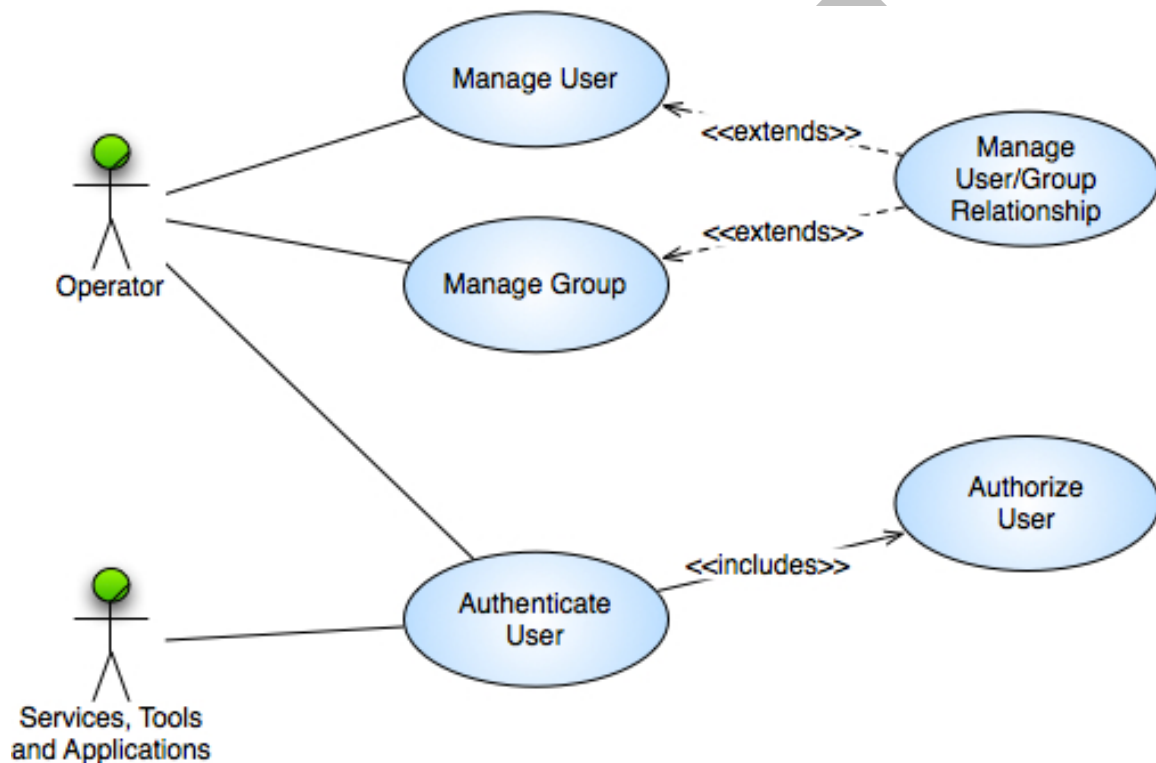 Manage User
<<extends>>
Manage
User/Group
Relationship
Operator
<<extends>>
Manage Group
Authorize
User
<<includes>>
Authenticate
User
Services, Tools
and Applications